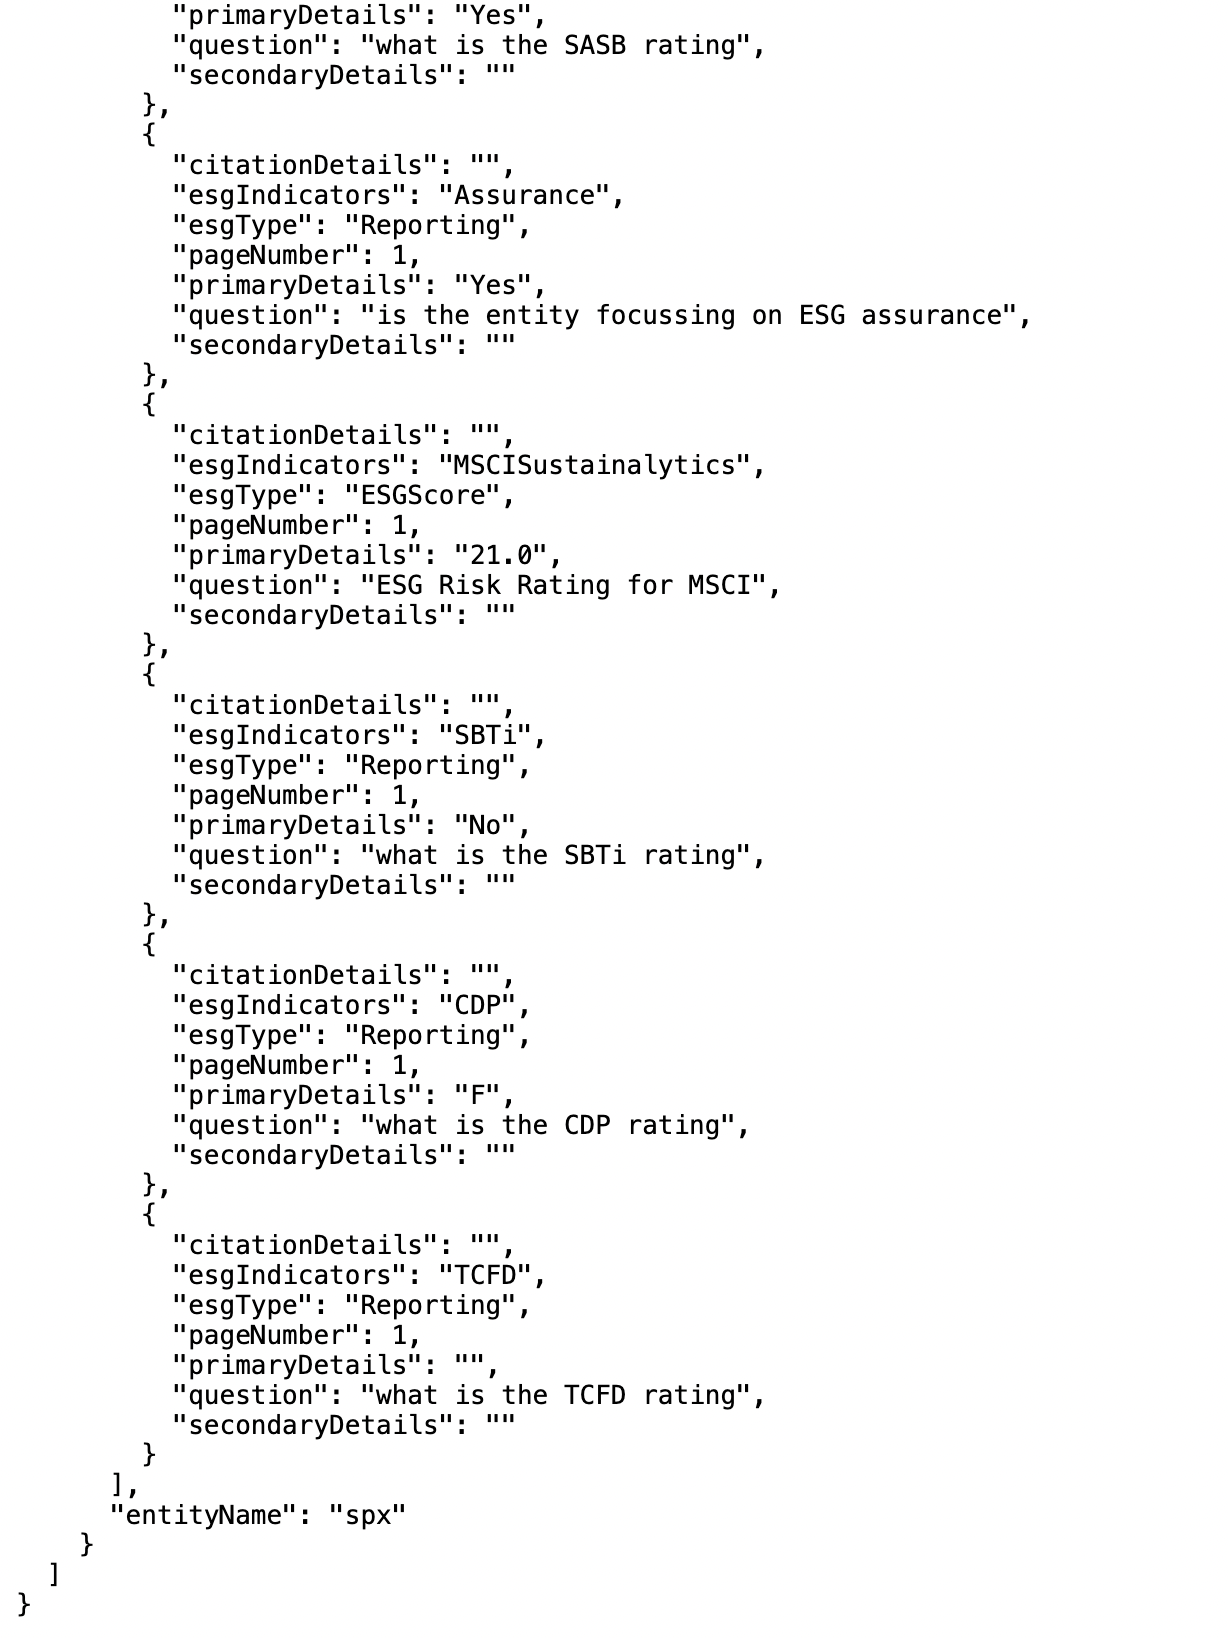 "primaryDetails": "Yes",
"question": "what is the SASB rating",
"secondaryDetails": ""
},
{
"citationDetails": "",
"esgIndicators": "Assurance",
"esgType": "Reporting",
"pageNumber": 1,
"primaryDetails": "Yes",
"question": "is the entity focussing on ESG assurance",
"secondaryDetails": ""
},
{
"citationDetails": "",
"esgIndicators": "MSCISustainalytics",
"esgType": "ESGScore",
"pageNumber": 1,
"primaryDetails": "21.0",
"question": "ESG Risk Rating for MSCI",
"secondaryDetails": ""
},
{
"citationDetails": "",
"esgIndicators": "SBTi",
"esgType": "Reporting",
"pageNumber": 1,
"primaryDetails": "No",
"question": "what is the SBTi rating",
"secondaryDetails": ""
},
{
"citationDetails": "",
"esgIndicators": "CDP",
"esgType": "Reporting",
"pageNumber": 1,
"primaryDetails": "F",
"question": "what is the CDP rating",
"secondaryDetails": ""
},
{
"citationDetails": "",
"esgIndicators": "TCFD",
"esgType": "Reporting",
"pageNumber": 1,
"primaryDetails": "",
"question": "what is the TCFD rating",
"secondaryDetails": ""
}
],
"entityName": "spx"
}
]
}